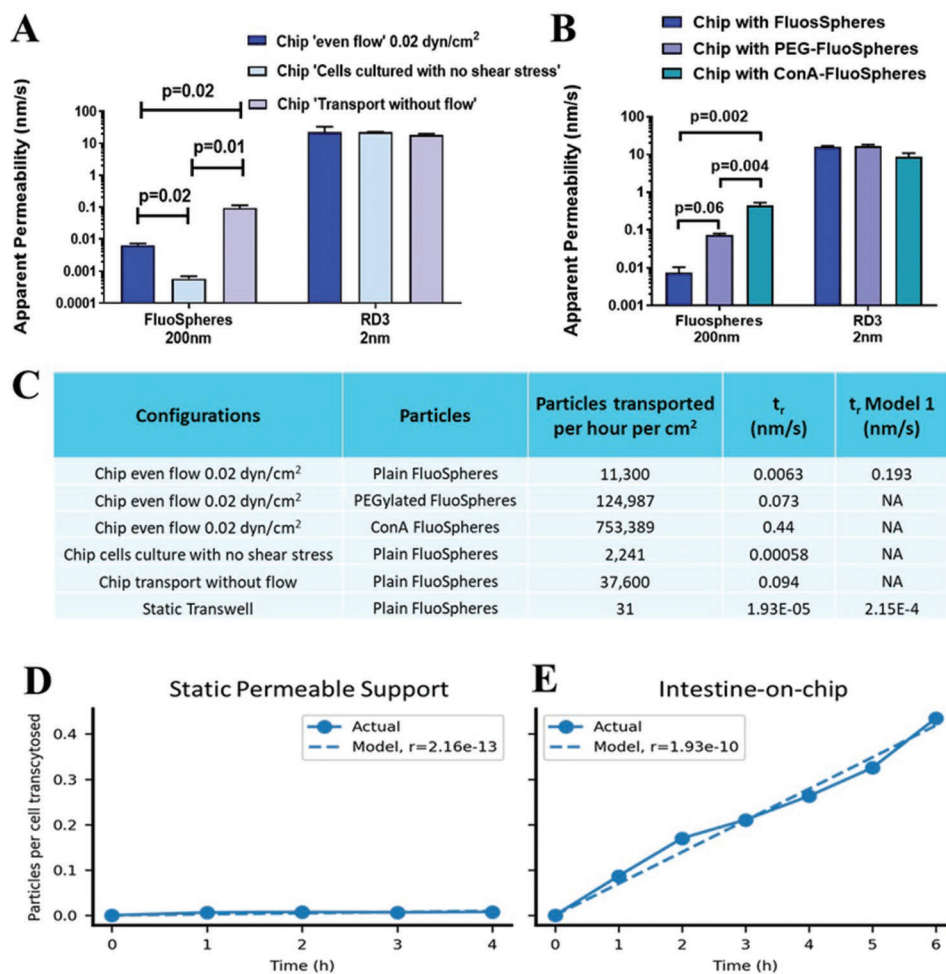 A
Chip 'even flow' 0.02 dyn/cm²
Chip 'Cells cultured with no shear stress'
Chip 'Transport without flow'
Apparent Permeability (nm/s)
100
10
1
0.1
0.01
0.001
0.0001
p=0.02
p=0.01
p=0.02
FluoSpheres
200nm
RD3
2nm
B
Chip with FluosSpheres
Chip with PEG-FluoSpheres
Chip with ConA-FluoSpheres
Apparent Permeability (nm/s)
100
10
1
0.1
0.01
0.001
p=0.002
p=0.004
p=0.06
Fluospheres
200nm
RD3
2nm
C
Configurations Particles Particles transported per hour per cm² tr (nm/s) tr Model 1 (nm/s)
Chip even flow 0.02 dyn/cm² Plain FluoSpheres 11,300 0.0063 0.193
Chip even flow 0.02 dyn/cm² PEGylated FluoSpheres 124,987 0.073 NA
Chip even flow 0.02 dyn/cm² ConA FluoSpheres 753,389 0.44 NA
Chip cells culture with no shear stress Plain FluoSpheres 2,241 0.00058 NA
Chip transport without flow Plain FluoSpheres 37,600 0.094 NA
Static Transwell Plain FluoSpheres 31 1.93E-05 2.15E-4
D
Static Permeable Support
Actual
Model, r=2.16e-13
Particles per cell transcytosed
0.4
0.3
0.2
0.1
0.0
0 1 2 3 4
Time (h)
E
Intestine-on-chip
Actual
Model, r=1.93e-10
0 1 2 3 4 5 6
Time (h)